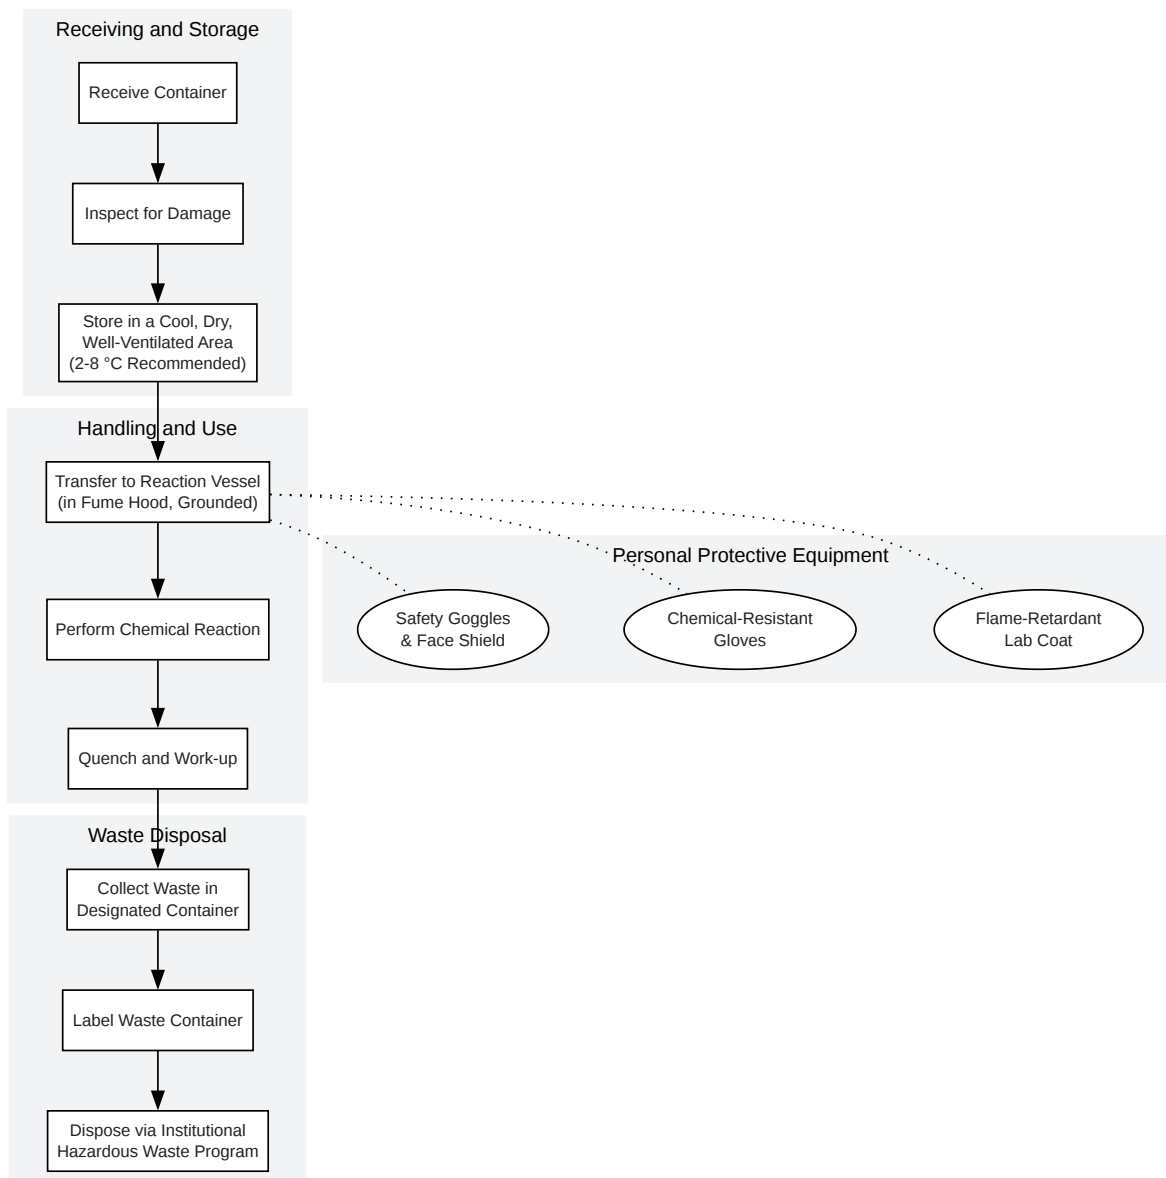 Receiving and Storage
Receive Container
Inspect for Damage
Store in a Cool, Dry,
Well-Ventilated Area
(2-8 °C Recommended)
Handling and Use
Transfer to Reaction Vessel
(in Fume Hood, Grounded)
Personal Protective Equipment
Safety Goggles
& Face Shield
Chemical-Resistant
Gloves
Flame-Retardant
Lab Coat
Perform Chemical Reaction
Quench and Work-up
Waste Disposal
Collect Waste in
Designated Container
Label Waste Container
Dispose via Institutional
Hazardous Waste Program